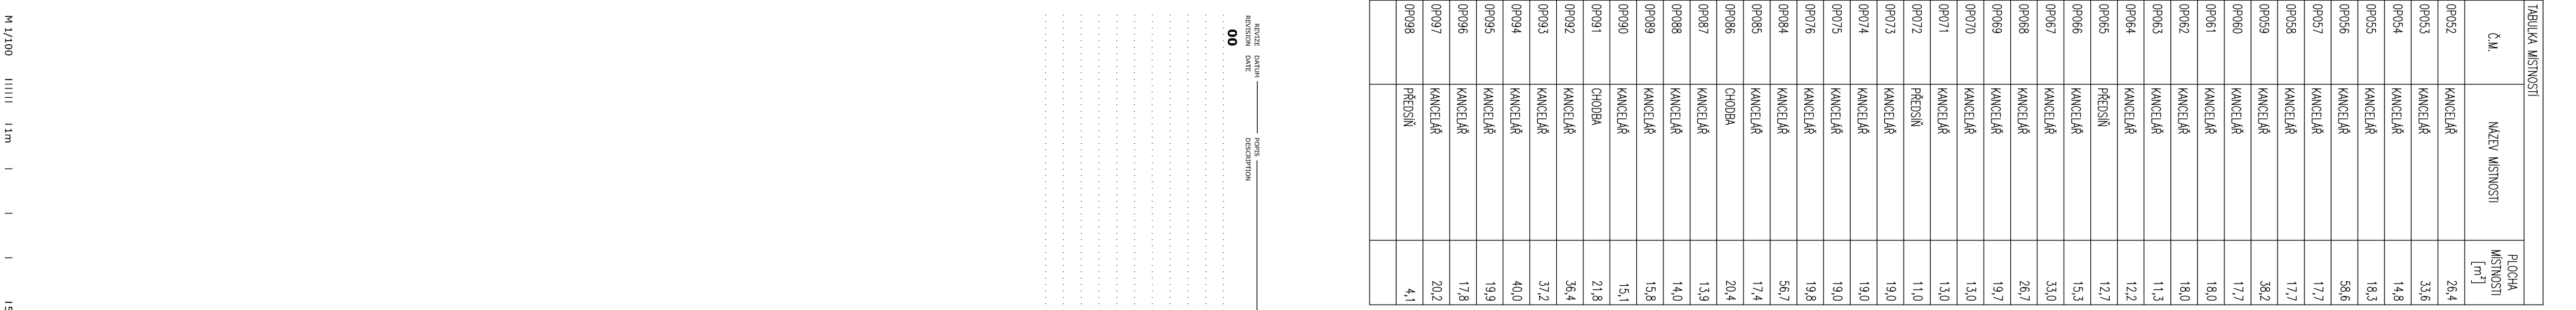 TABULKA MÍSTNOSTÍ
Č.M. NÁZEV MÍSTNOSTI PLOCHA MÍSTNOSTI [m²]
0P052 KANCELÁŘ 26,4
0P053 KANCELÁŘ 33,6
0P054 KANCELÁŘ 14,8
0P055 KANCELÁŘ 18,3
0P056 KANCELÁŘ 58,6
0P057 KANCELÁŘ 17,7
0P058 KANCELÁŘ 17,7
0P059 KANCELÁŘ 38,2
0P060 KANCELÁŘ 17,7
0P061 KANCELÁŘ 18,0
0P062 KANCELÁŘ 18,0
0P063 KANCELÁŘ 11,3
0P064 KANCELÁŘ 12,2
0P065 PŘEDSIŇ 12,7
0P066 KANCELÁŘ 15,3
0P067 KANCELÁŘ 33,0
0P068 KANCELÁŘ 26,7
0P069 KANCELÁŘ 19,7
0P070 KANCELÁŘ 13,0
0P071 KANCELÁŘ 13,0
0P072 PŘEDSIŇ 11,0
0P073 KANCELÁŘ 19,0
0P074 KANCELÁŘ 19,0
0P075 KANCELÁŘ 19,0
0P076 KANCELÁŘ 19,8
0P084 KANCELÁŘ 56,7
0P085 KANCELÁŘ 17,4
0P086 CHODBA 20,4
0P087 KANCELÁŘ 13,9
0P088 KANCELÁŘ 14,0
0P089 KANCELÁŘ 15,8
0P090 KANCELÁŘ 15,1
0P091 CHODBA 21,8
0P092 KANCELÁŘ 36,4
0P093 KANCELÁŘ 37,2
0P094 KANCELÁŘ 40,0
0P095 KANCELÁŘ 19,9
0P096 KANCELÁŘ 17,8
0P097 KANCELÁŘ 20,2
0P098 PŘEDSIŇ 4,1
REVIZE DATUM POPIS
REVISION DATE DESCRIPTION
00
M 1/100 1m